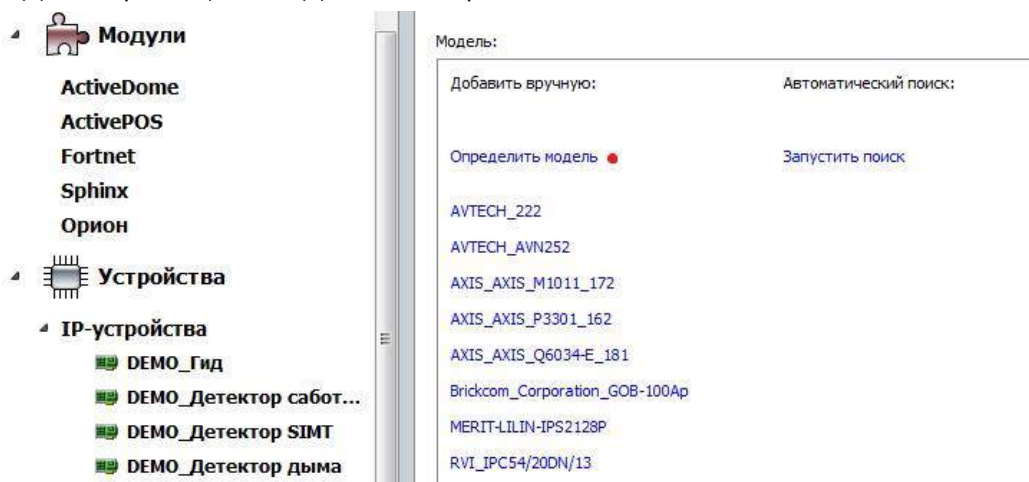 Модули
ActiveDome
ActivePOS
Fortnet
Sphinx
Орион
Устройства
IP-устройства
DEMO_Гид
DEMO_Детектор сабот...
DEMO_Детектор SIMT
DEMO_Детектор дыма
Модель:
Добавить вручную: Автоматический поиск:
Определить модель Запустить поиск
AVTECH_222
AVTECH_AVN252
AXIS_AXIS_M1011_172
AXIS_AXIS_P3301_162
AXIS_AXIS_Q6034-E_181
Brickcom_Corporation_GOB-100Ap
MERIT-LILIN-IPS2128P
RVI_IPC54/20DN/13